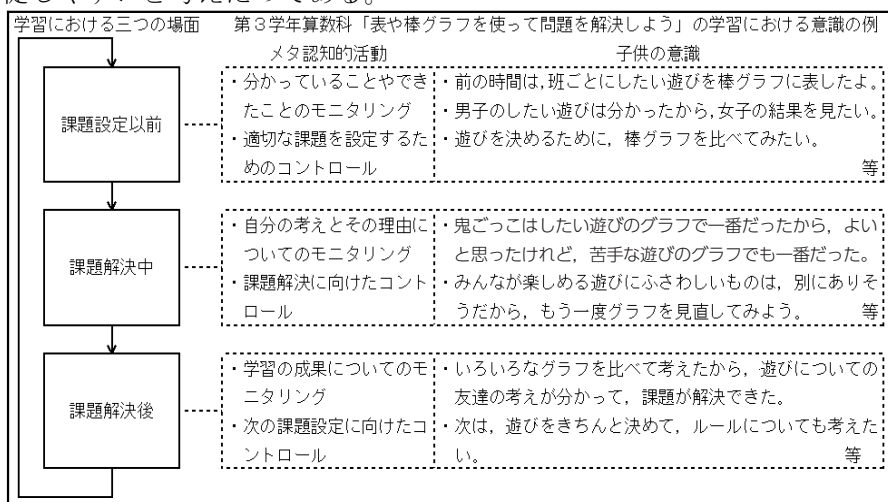 学習における三つの場面　第３学年算数科「表や棒グラフを使って問題を解決しよう」の学習における意識の例
メタ認知的活動　子供の意識
課題設定以前
・分かっていることやでき
たことのモニタリング
・適切な課題を設定するた
めのコントロール
・前の時間は，班ごとにしたい遊びを棒グラフに表したよ。
・男子のしたい遊びは分かったから，女子の結果を見たい。
・遊びを決めるために，棒グラフを比べてみたい。
等
課題解決中
・自分の考えとその理由に
ついてのモニタリング
・課題解決に向けたコント
ロール
・鬼ごっこはしたい遊びのグラフで一番だったから，よい
と思ったけれど，苦手な遊びのグラフでも一番だった。
・みんなが楽しめる遊びにふさわしいものは，別にありそ
うだから，もう一度グラフを見直してみよう。　等
課題解決後
・学習の成果についてのモ
ニタリング
・次の課題設定に向けたコ
ントロール
・いろいろなグラフを比べて考えたから，遊びについての
友達の考えが分かって，課題が解決できた。
・次は，遊びをきちんと決めて，ルールについても考えた
い。　等